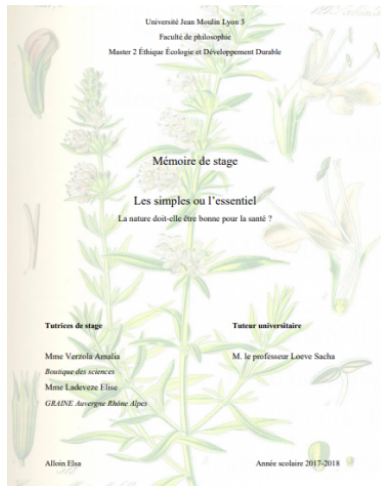 Université Jean Moulin Lyon 3
Faculté de philosophie
Master 2 Éthique Écologie et Développement Durable
Mémoire de stage
Les simples ou l'essentiel
La nature doit-elle être bonne pour la santé ?
Tutrices de stage
Tuteur universitaire
Mme Verzola Amalia
M. le professeur Loeve Sacha
Boutique des sciences
Mme Ladeveze Elise
GRAINE Auvergne Rhône Alpes
Alloin Elsa
Année scolaire 2017-2018